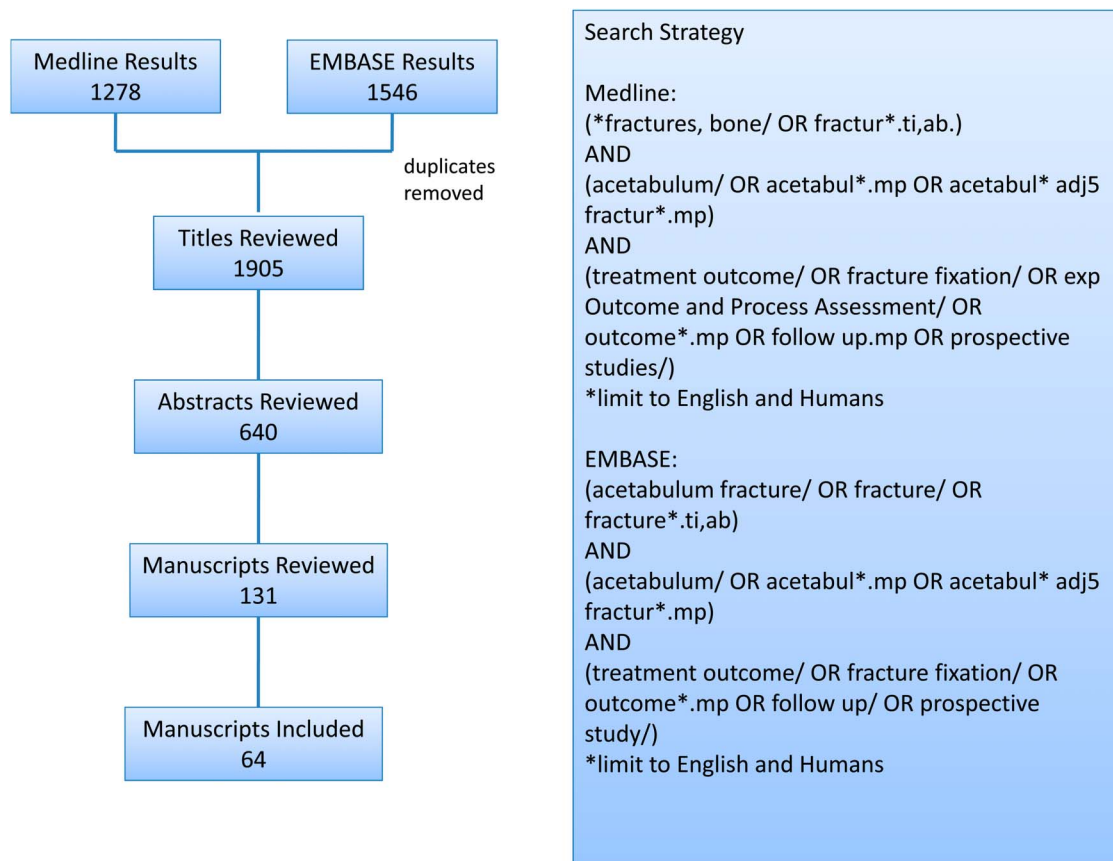 Medline Results
1278
EMBASE Results
1546
duplicates
removed
Titles Reviewed
1905
Abstracts Reviewed
640
Manuscripts Reviewed
131
Manuscripts Included
64
Search Strategy
Medline:
(*fractures, bone/ OR fractur*.ti,ab.)
AND
(acetabulum/ OR acetabul*.mp OR acetabul* adj5
fractur*.mp)
AND
(treatment outcome/ OR fracture fixation/ OR exp
Outcome and Process Assessment/ OR
outcome*.mp OR follow up.mp OR prospective
studies/)
*limit to English and Humans
EMBASE:
(acetabulum fracture/ OR fracture/ OR
fracture*.ti,ab)
AND
(acetabulum/ OR acetabul*.mp OR acetabul* adj5
fractur*.mp)
AND
(treatment outcome/ OR fracture fixation/ OR
outcome*.mp OR follow up/ OR prospective
study/)
*limit to English and Humans